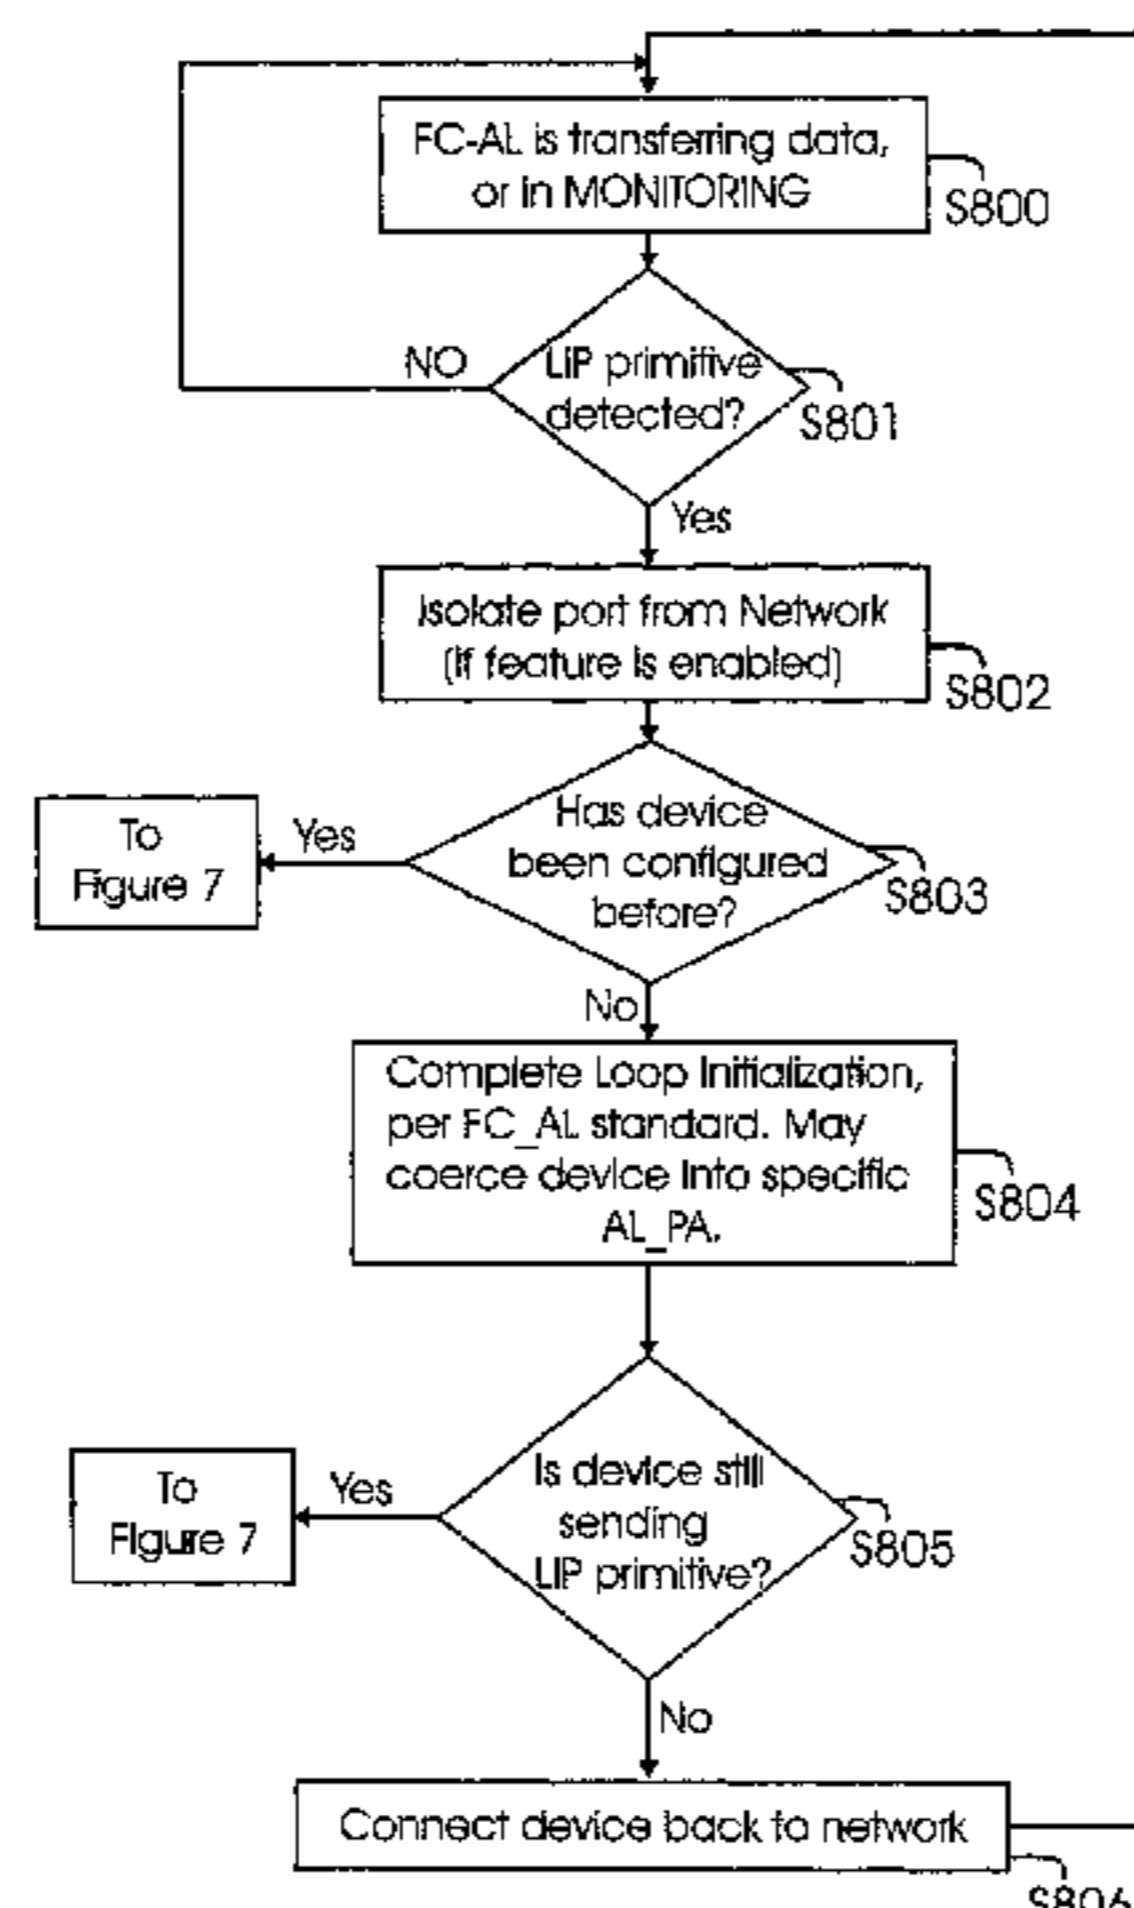 FC-AL is transferring data,
or in MONITORING
S800
NO
LIP primitive
detected?
S801
Yes
Isolate port from Network
(if feature is enabled)
S802
Has device
been configured
before?
S803
Yes
To
Figure 7
No
Complete Loop Initialization,
per FC_AL standard. May
coerce device into specific
AL_PA.
S804
Is device still
sending
LIP primitive?
S805
Yes
To
Figure 7
No
Connect device back to network
S806